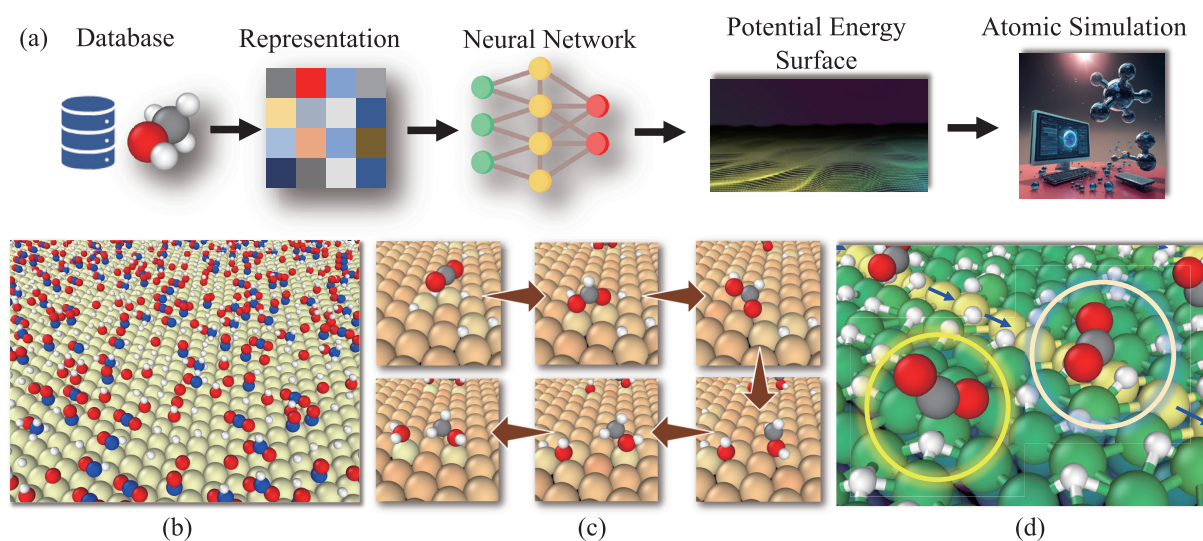 (a)
Database
Representation
Neural Network
Potential Energy
Surface
Atomic Simulation
(b)
(c)
(d)